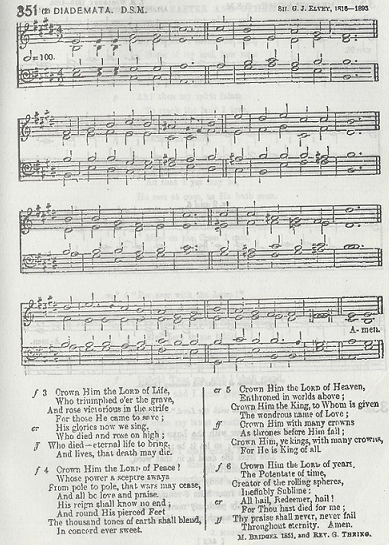 351 (2) DIADEMATA. D.S.M. SIR G. J. ELVEY, 1816—1893
♩=100.
A- men.
f 3 Crown Him the LORD of Life,
Who triumphed o'er the grave,
And rose victorious in the strife
For those He came to save;
cr His glories now we sing,
Who died and rose on high;
ff Who died—eternal life to bring,
And lives, that death may die.
f 4 Crown Him the LORD of Peace!
Whose power a sceptre sways
From pole to pole, that wars may cease,
And all be love and praise.
His reign shall know no end;
And round His pierced Feet
The thousand tones of earth shall blend,
In concord ever sweet.
cr 5 Crown Him the LORD of Heaven,
Enthroned in worlds above;
Crown Him the King, to Whom is given
The wondrous name of Love;
ff Crown Him with many crowns
As thrones before Him fall;
Crown Him, ye kings, with many crowns,
For He is King of all.
f 6 Crown Him the LORD of years,
The Potentate of time,
Creator of the rolling spheres,
Ineffably Sublime:
cr All hail, Redeemer, hail!
For Thou hast died for me;
ff Thy praise shall never, never fail
Throughout eternity. Amen.
M. BRIDGES, 1851, and REV. G. THRING.